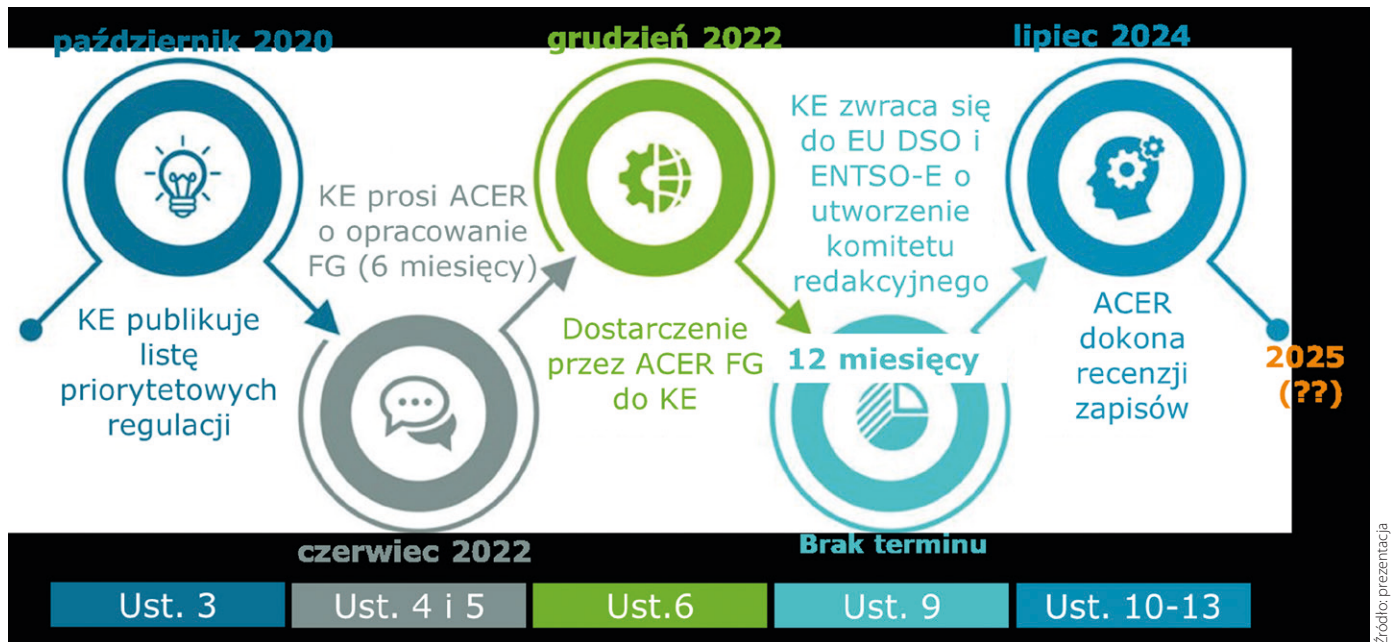 październik 2020
KE publikuje
listę
priorytetowych
regulacji
KE prosi ACER
o opracowanie
FG (6 miesięcy)
czerwiec 2022
grudzień 2022
Dostarczenie
przez ACER FG
do KE
KE zwraca się
do EU DSO i
ENTSO-E o
utworzenie
komitetu
redakcyjnego
12 miesięcy
Brak terminu
lipiec 2024
ACER
dokona
recenzji
zapisów
2025
(??)
Ust. 3
Ust. 4 i 5
Ust.6
Ust. 9
Ust. 10-13
źródło: prezentacja